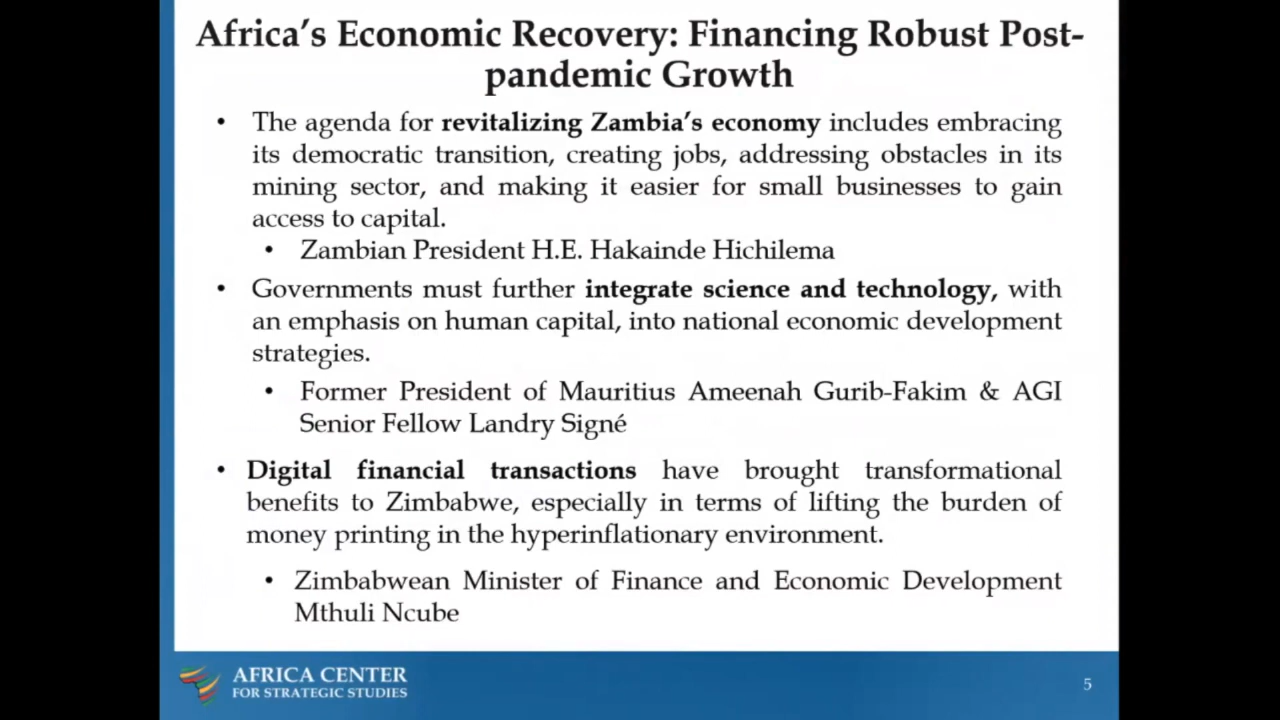 Africa’s Economic Recovery: Financing Robust Post-
pandemic Growth
• The agenda for revitalizing Zambia’s economy includes embracing
its democratic transition, creating jobs, addressing obstacles in its
mining sector, and making it easier for small businesses to gain
access to capital.
• Zambian President H.E. Hakainde Hichilema
• Governments must further integrate science and technology, with
an emphasis on human capital, into national economic development
strategies.
• Former President of Mauritius Ameenah Gurib-Fakim & AGI
Senior Fellow Landry Signé
• Digital financial transactions have brought transformational
benefits to Zimbabwe, especially in terms of lifting the burden of
money printing in the hyperinflationary environment.
• Zimbabwean Minister of Finance and Economic Development
Mthuli Ncube
AFRICA CENTER
FOR STRATEGIC STUDIES
5